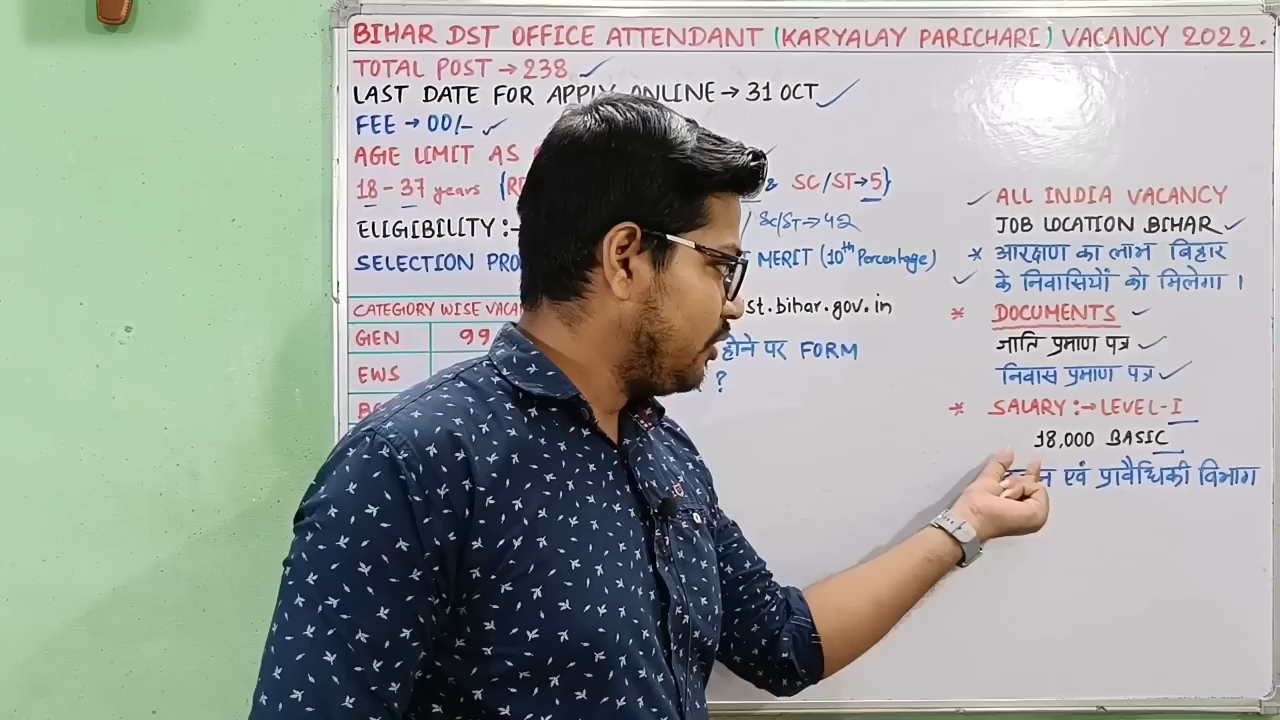 BIHAR DST OFFICE ATTENDANT (KARYALAY PARICHARI) VACANCY 2022.
TOTAL POST → 238
LAST DATE FOR APPLY ONLINE → 31 OCT
FEE → 00/-
AGE LIMIT AS
18 - 37 years & SC/ST → 5}
ELIGIBILITY :- / SC/ST → 42
SELECTION MERIT (10th Percentage)
CATEGORY WISE st.bihar.gov.in
GEN 99 होने पर FORM
EWS ?
ALL INDIA VACANCY
JOB LOCATION BIHAR
* आरक्षण का लाभ बिहार
के निवासियों को मिलेगा ।
* DOCUMENTS
जाति प्रमाण पत्र
निवास प्रमाण पत्र
* SALARY :→ LEVEL-I
18,000 BASIC
एवं प्रावैधिकी विभाग